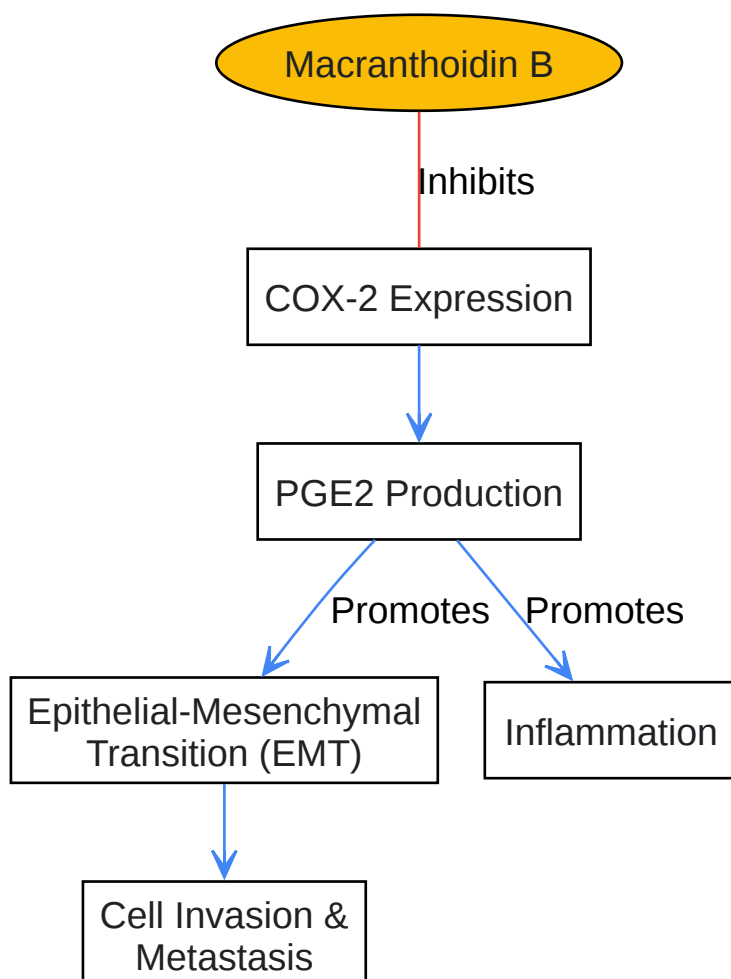 Macranthoidin B
Inhibits
COX-2 Expression
PGE2 Production
Promotes
Promotes
Epithelial-Mesenchymal
Transition (EMT)
Inflammation
Cell Invasion &
Metastasis